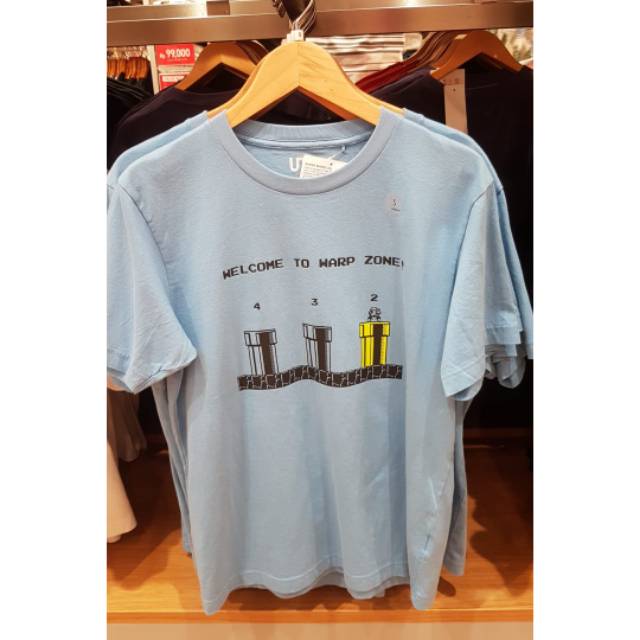 Rp 99,000
U
S
WELCOME TO WARP ZONE!
4 3 2